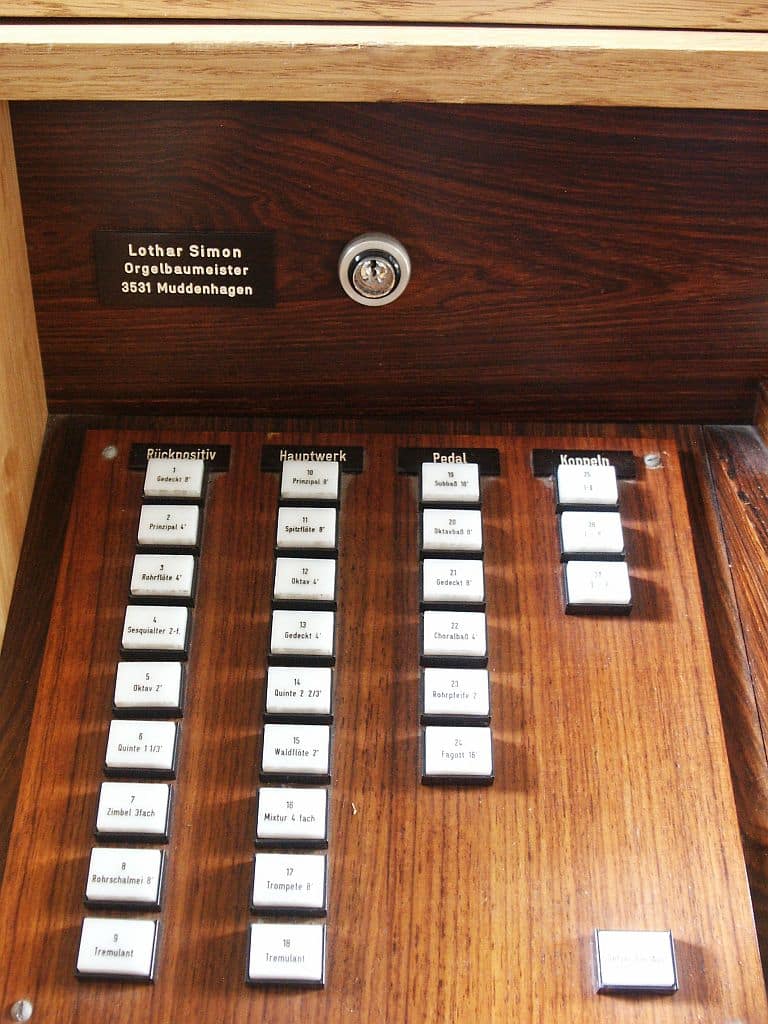 Lothar Simon
Orgelbaumeister
3531 Muddenhagen
Rückpositiv
1
Gedeckt 8'
2
Prinzipal 4'
3
Rohrflöte 4'
4
Sesquialter 2-f.
5
Oktav 2'
6
Quinte 1 1/3'
7
Zimbel 3fach
8
Rohrschalmei 8'
9
Tremulant
Hauptwerk
10
Prinzipal 8'
11
Spitzflöte 8'
12
Oktav 4'
13
Gedeckt 4'
14
Quinte 2 2/3'
15
Waldflöte 2'
16
Mixtur 4 fach
17
Trompete 8'
18
Tremulant
Pedal
19
Subbaß 16'
20
Oktavbaß 8'
21
Gedeckt 8'
22
Choralbaß 4'
23
Rohrpfeife 2'
24
Fagott 16'
Koppeln
25
26
27